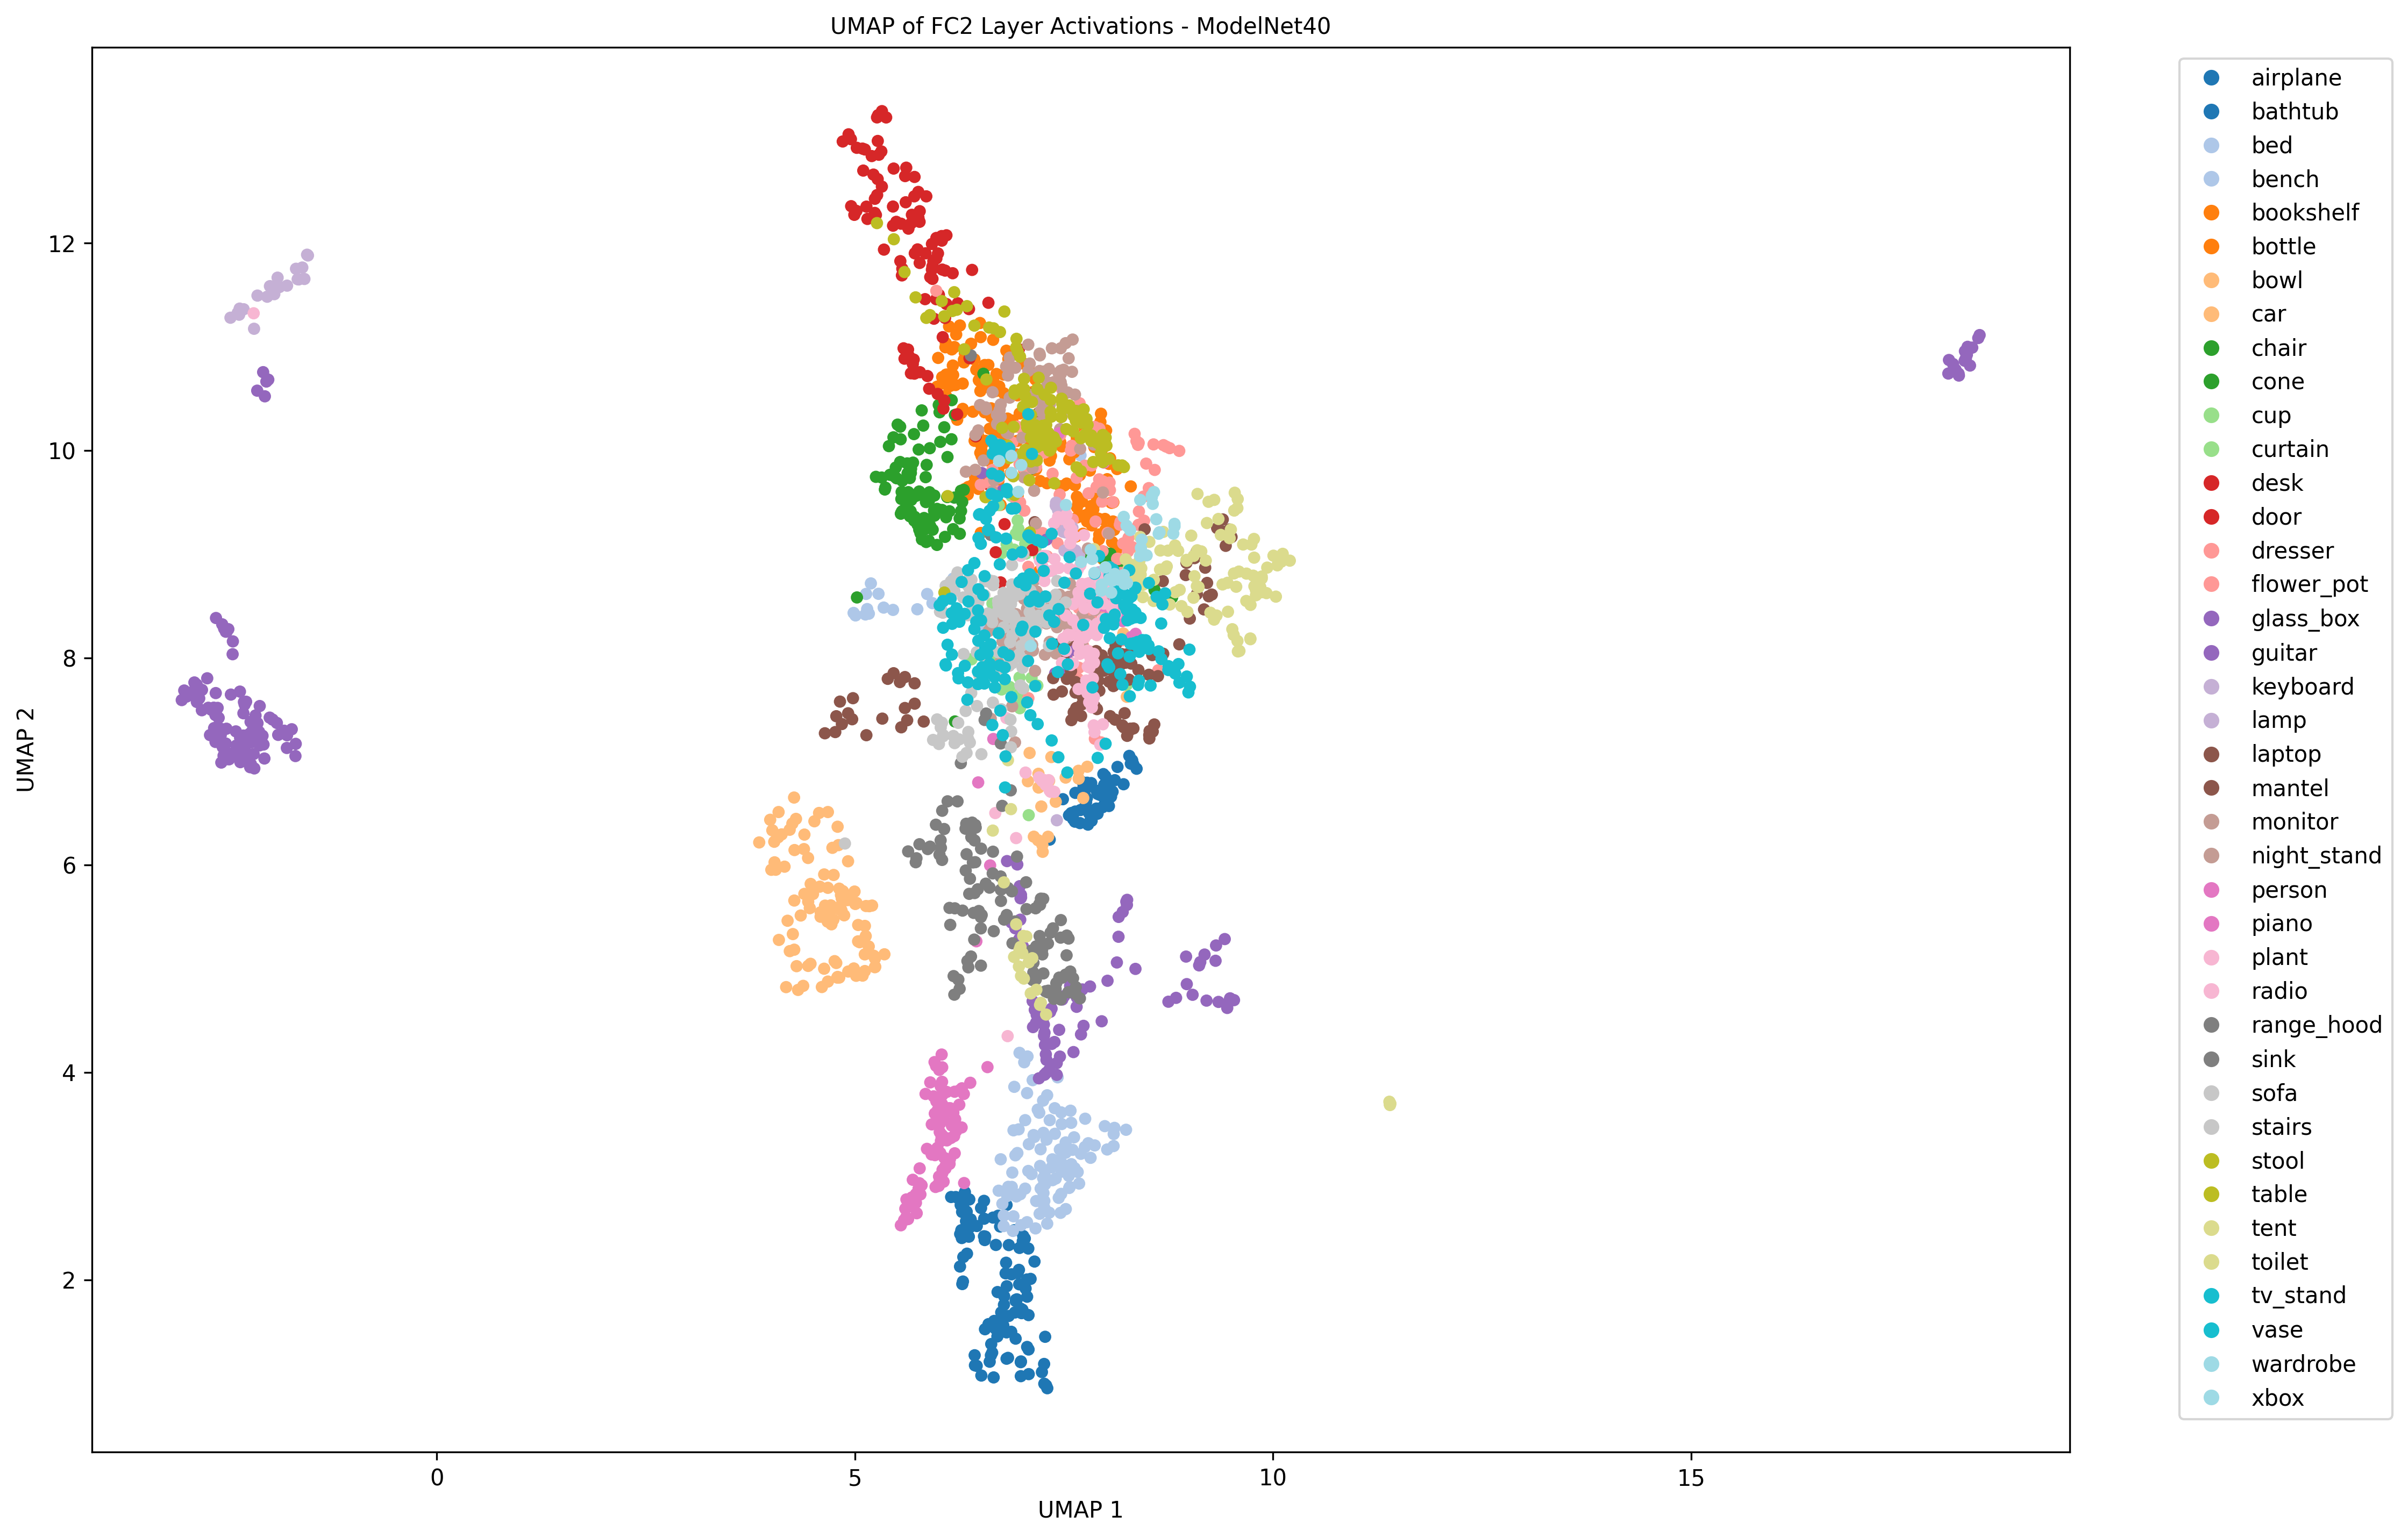 UMAP of FC2 Layer Activations - ModelNet40
12
10
8
6
4
2
UMAP 2
0
5
10
15
UMAP 1
airplane
bathtub
bed
bench
bookshelf
bottle
bowl
car
chair
cone
cup
curtain
desk
door
dresser
flower_pot
glass_box
guitar
keyboard
lamp
laptop
mantel
monitor
night_stand
person
piano
plant
radio
range_hood
sink
sofa
stairs
stool
table
tent
toilet
tv_stand
vase
wardrobe
xbox